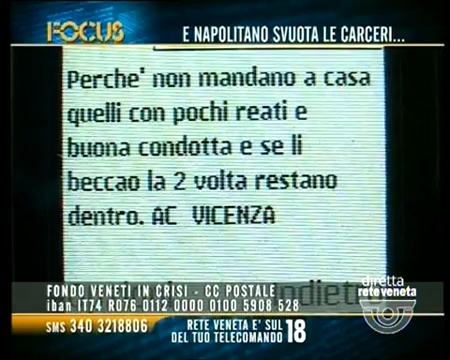 FOCUS
E NAPOLITANO SVUOTA LE CARCERI...
Perche' non mandano a casa
quelli con pochi reati e
buona condotta e se li
beccao la 2 volta restano
dentro. AC VICENZA
ndiet
FONDO VENETI IN CRISI - CC POSTALE
iban IT74 R076 0112 0000 0100 5908 528
diretta
reteveneta
SMS 340 3218806
RETE VENETA E' SUL
DEL TUO TELECOMANDO 18